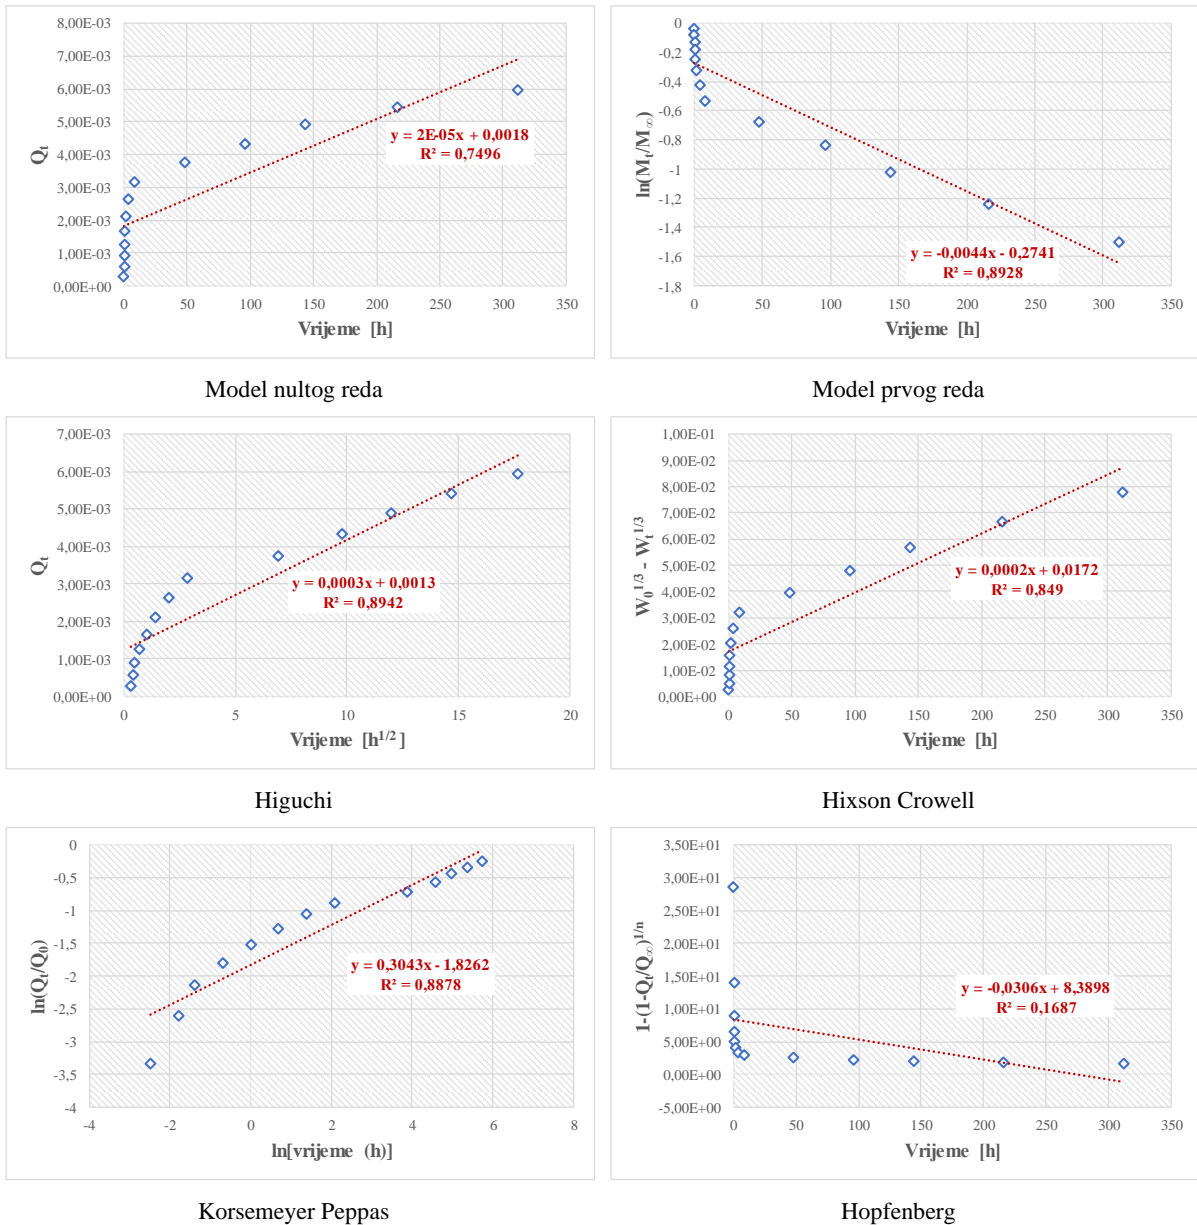 8,00E-03
7,00E-03
6,00E-03
5,00E-03
4,00E-03
3,00E-03
2,00E-03
1,00E-03
0,00E+00
Qt
y = 2E-05x + 0,0018
R² = 0,7496
0 50 100 150 200 250 300 350
Vrijeme [h]
Model nultog reda
0
-0,2
-0,4
-0,6
-0,8
-1
-1,2
-1,4
-1,6
-1,8
ln(Mt/M∞)
y = -0,0044x - 0,2741
R² = 0,8928
0 50 100 150 200 250 300 350
Vrijeme [h]
Model prvog reda
7,00E-03
6,00E-03
5,00E-03
4,00E-03
3,00E-03
2,00E-03
1,00E-03
0,00E+00
Qt
y = 0,0003x + 0,0013
R² = 0,8942
0 5 10 15 20
Vrijeme [h^1/2]
Higuchi
1,00E-01
9,00E-02
8,00E-02
7,00E-02
6,00E-02
5,00E-02
4,00E-02
3,00E-02
2,00E-02
1,00E-02
0,00E+00
W0^1/3 - Wt^1/3
y = 0,0002x + 0,0172
R² = 0,849
0 50 100 150 200 250 300 350
Vrijeme [h]
Hixson Crowell
0
-0,5
-1
-1,5
-2
-2,5
-3
-3,5
-4
ln(Qt/Q0)
y = 0,3043x - 1,8262
R² = 0,8878
-4 -2 0 2 4 6 8
ln[vrijeme (h)]
Korsemeyer Peppas
3,50E+01
3,00E+01
2,50E+01
2,00E+01
1,50E+01
1,00E+01
5,00E+00
0,00E+00
-5,00E+00
1-(1-Qt/Q∞)^1/n
y = -0,0306x + 8,3898
R² = 0,1687
0 50 100 150 200 250 300 350
Vrijeme [h]
Hopfenberg